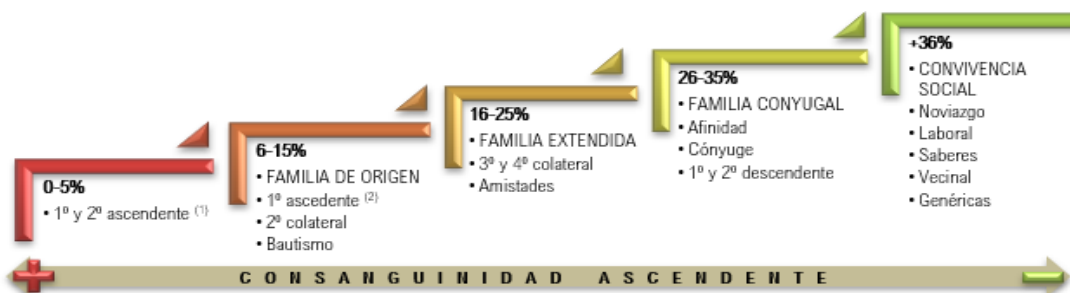 0-5%
• 1º y 2º ascendente (1)
6-15%
• FAMILIA DE ORIGEN
• 1º ascedente (2)
• 2º colateral
• Bautismo
16-25%
• FAMILIA EXTENDIDA
• 3º y 4º colateral
• Amistades
26-35%
• FAMILIA CONYUGAL
• Afinidad
• Cónyuge
• 1º y 2º descendente
+36%
• CONVIVENCIA
SOCIAL
• Noviazgo
• Laboral
• Saberes
• Vecinal
• Genéricas
CONSANGUINIDAD ASCENDENTE